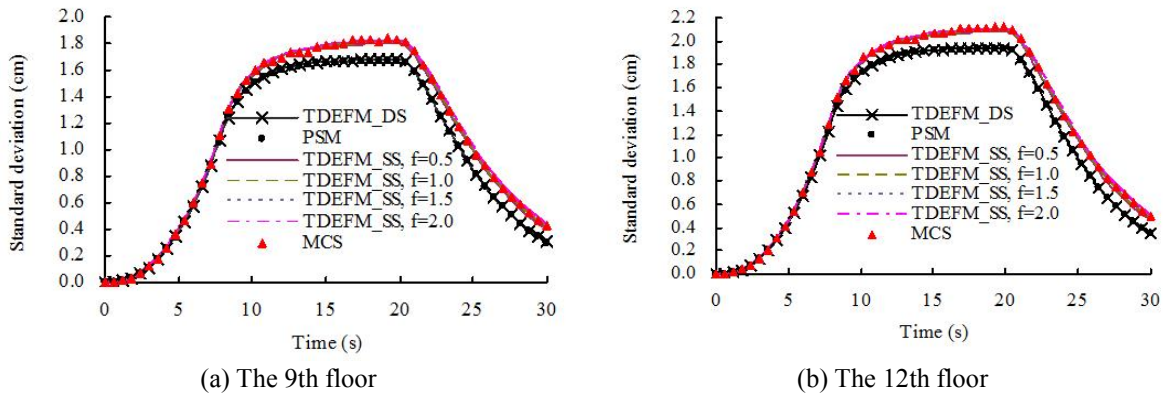 Standard deviation (cm)
2.0
1.8
1.6
1.4
1.2
1.0
0.8
0.6
0.4
0.2
0.0
TDEFM_DS
PSM
TDEFM_SS, f=0.5
TDEFM_SS, f=1.0
TDEFM_SS, f=1.5
TDEFM_SS, f=2.0
MCS
0 5 10 15 20 25 30
Time (s)
(a) The 9th floor
Standard deviation (cm)
2.2
2.0
1.8
1.6
1.4
1.2
1.0
0.8
0.6
0.4
0.2
0.0
TDEFM_DS
PSM
TDEFM_SS, f=0.5
TDEFM_SS, f=1.0
TDEFM_SS, f=1.5
TDEFM_SS, f=2.0
MCS
0 5 10 15 20 25 30
Time (s)
(b) The 12th floor